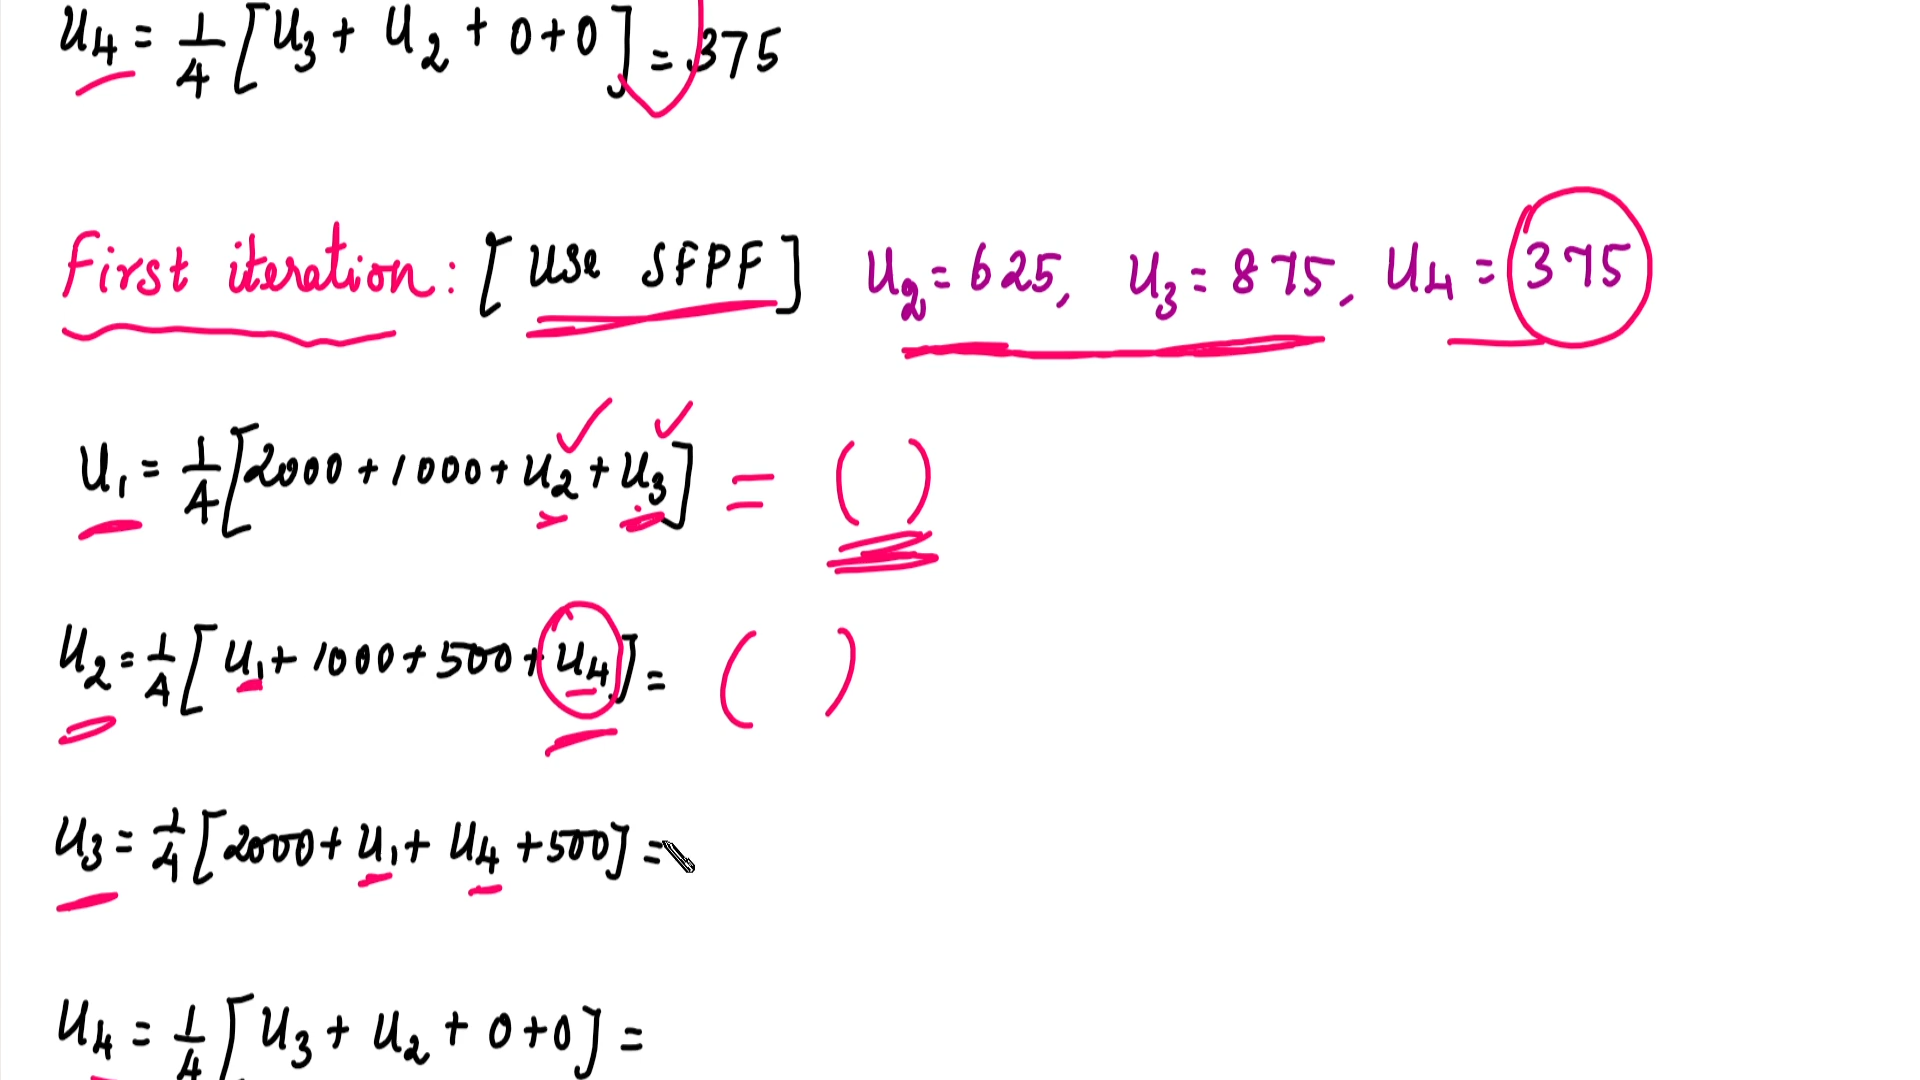 u₄ = 1/4 [u₃ + u₂ + 0+0] = 375
First iteration: [use SFPF] u₂ = 625, u₃ = 875, u₄ = 375
u₁ = 1/4 [2000 + 1000 + u₂ + u₃] = ( )
u₂ = 1/4 [u₁ + 1000 + 500 + u₄] = ( )
u₃ = 1/4 [2000 + u₁ + u₄ + 500] =
u₄ = 1/4 [u₃ + u₂ + 0+0] =